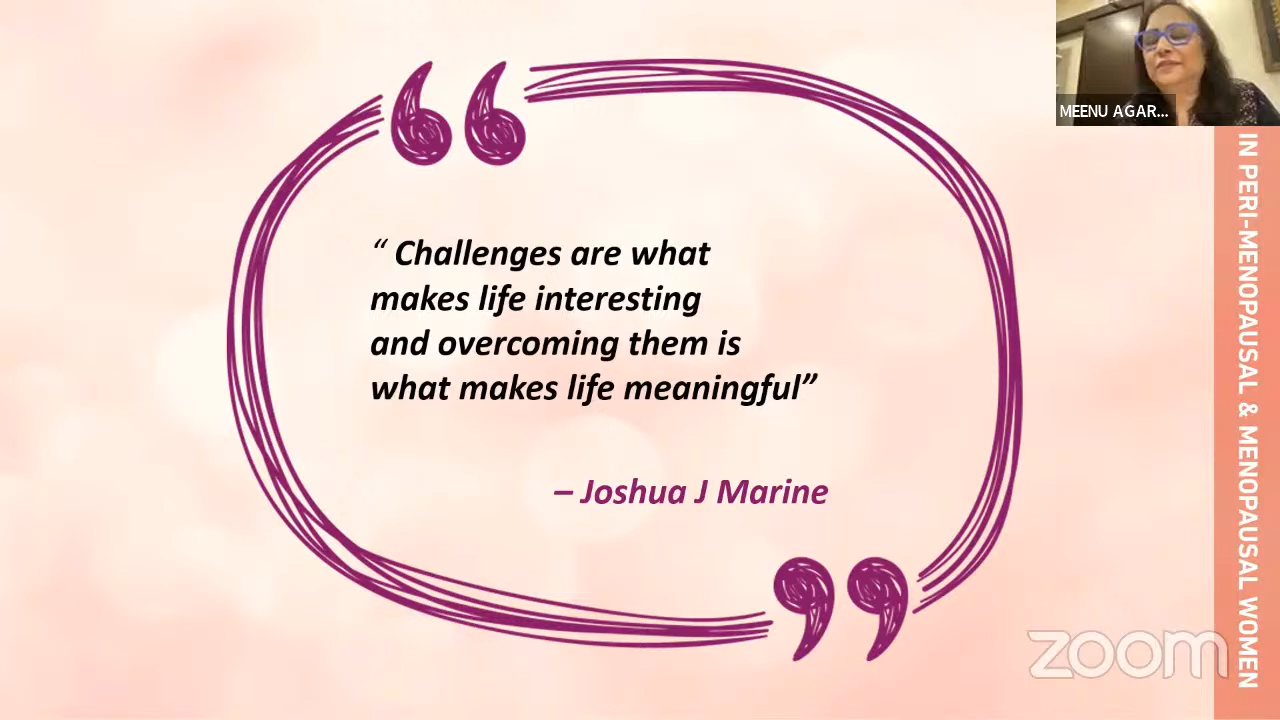 “ Challenges are what
makes life interesting
and overcoming them is
what makes life meaningful”
– Joshua J Marine
MEENU AGAR...
IN PERI-MENOPAUSAL & MENOPAUSAL WOMEN
zoom